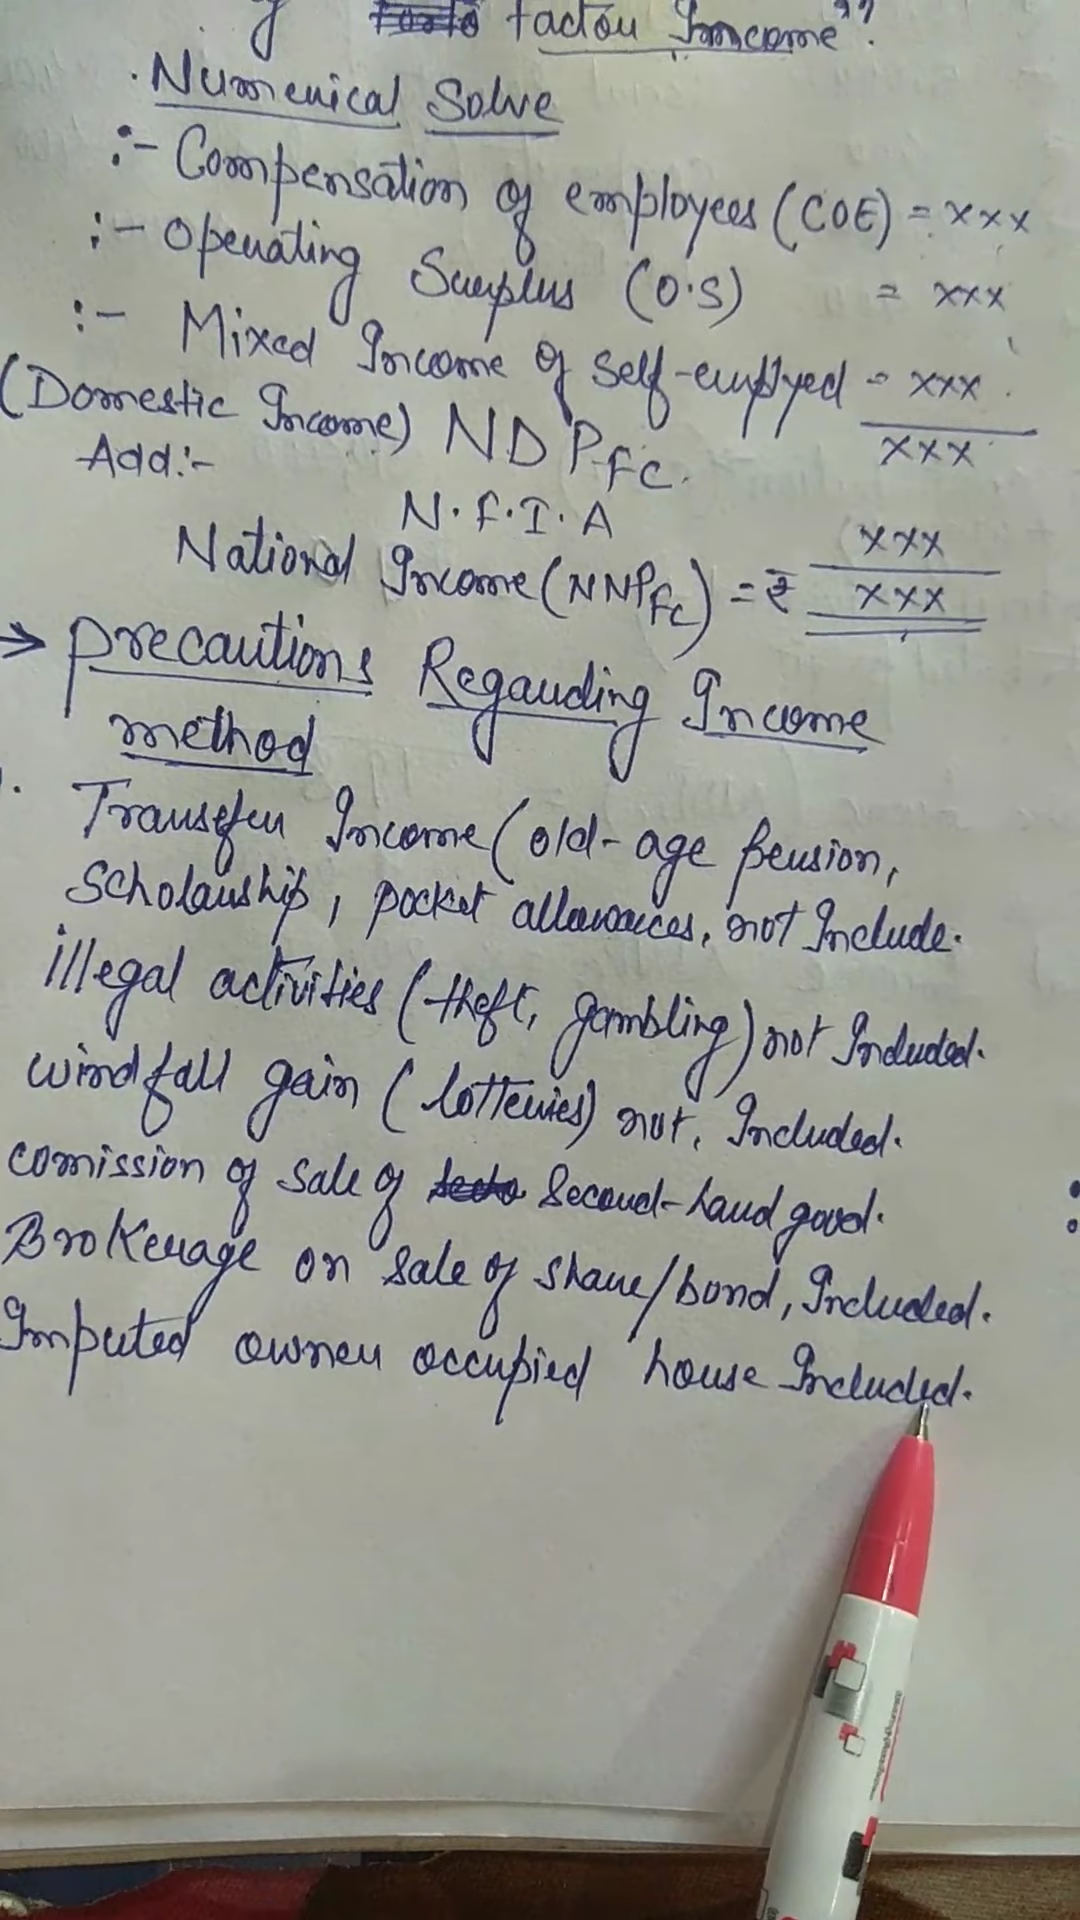 of factor Income".
Numerical Solve
:- Compensation of employees (COE) = xxx
:- Operating Surplus (O.S) = xxx
:- Mixed Income of self-emplyed = xxx
(Domestic Income) NDPFC. xxx
Add:-
N.F.I.A xxx
National Income (NNPFC) = ₹ xxx
→ Precautions Regarding Income
method
Transefer Income (old-age pension,
Scholarship, pocket allowances, not Include.
illegal activities (theft, gambling) not Included.
windfall gain (lotteries) not, Included.
comission of sale of Second-hand good.
Brokerage on sale of share/bond, Included.
Imputed owner occupied house Included.